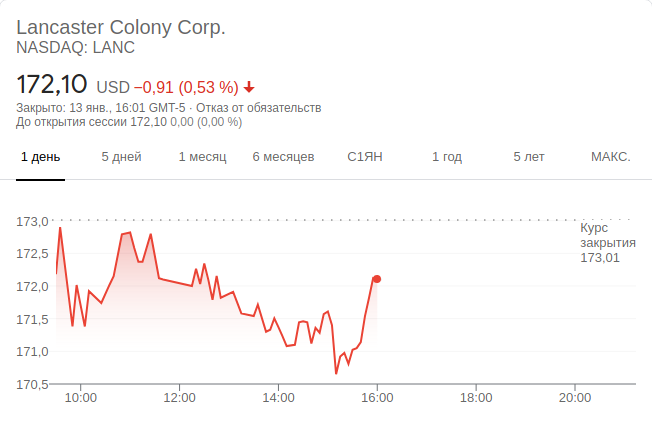 Lancaster Colony Corp.
NASDAQ: LANC
172,10 USD −0,91 (0,53 %)
Закрыто: 13 янв., 16:01 GMT-5 · Отказ от обязательств
До открытия сессии 172,10 0,00 (0,00 %)
1 день 5 дней 1 месяц 6 месяцев С1ЯН 1 год 5 лет МАКС.
173,0
Курс
закрытия
173,01
172,5
172,0
171,5
171,0
170,5
10:00 12:00 14:00 16:00 18:00 20:00